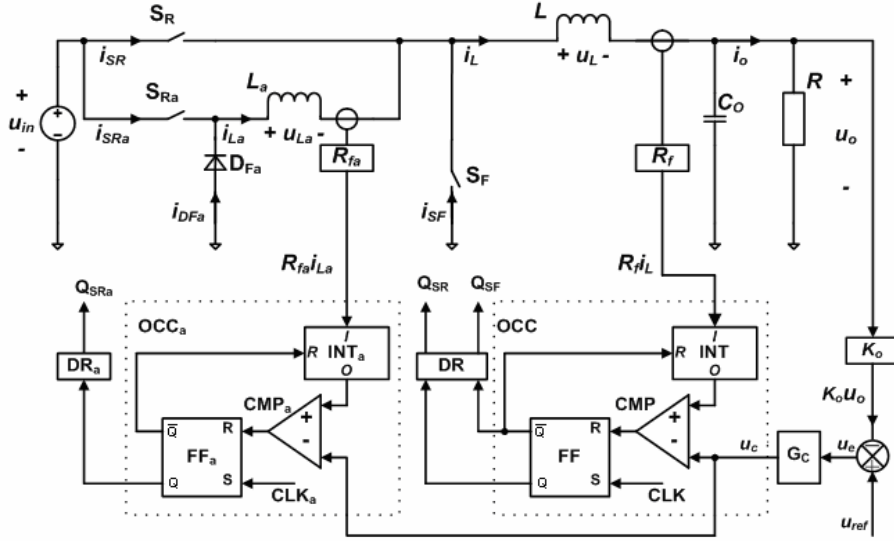 S_R
L
i_SR
i_L
+ u_L -
i_o
S_Ra
L_a
+
u_in
-
+
-
i_SRa
i_La
+ u_La -
C_O
R
+
u_o
-
D_Fa
R_fa
S_F
R_f
i_DFa
i_SF
R_fa i_La
R_f i_L
Q_SRa
Q_SR
Q_SF
OCC_a
OCC
I
R INT_a
O
I
R INT
O
K_o
DR_a
DR
K_o u_o
CMP_a
CMP
+
-
+
-
Q̅ R
FF_a
Q S
Q̅ R
FF
Q S
u_c
G_C
u_e
CLK_a
CLK
u_ref